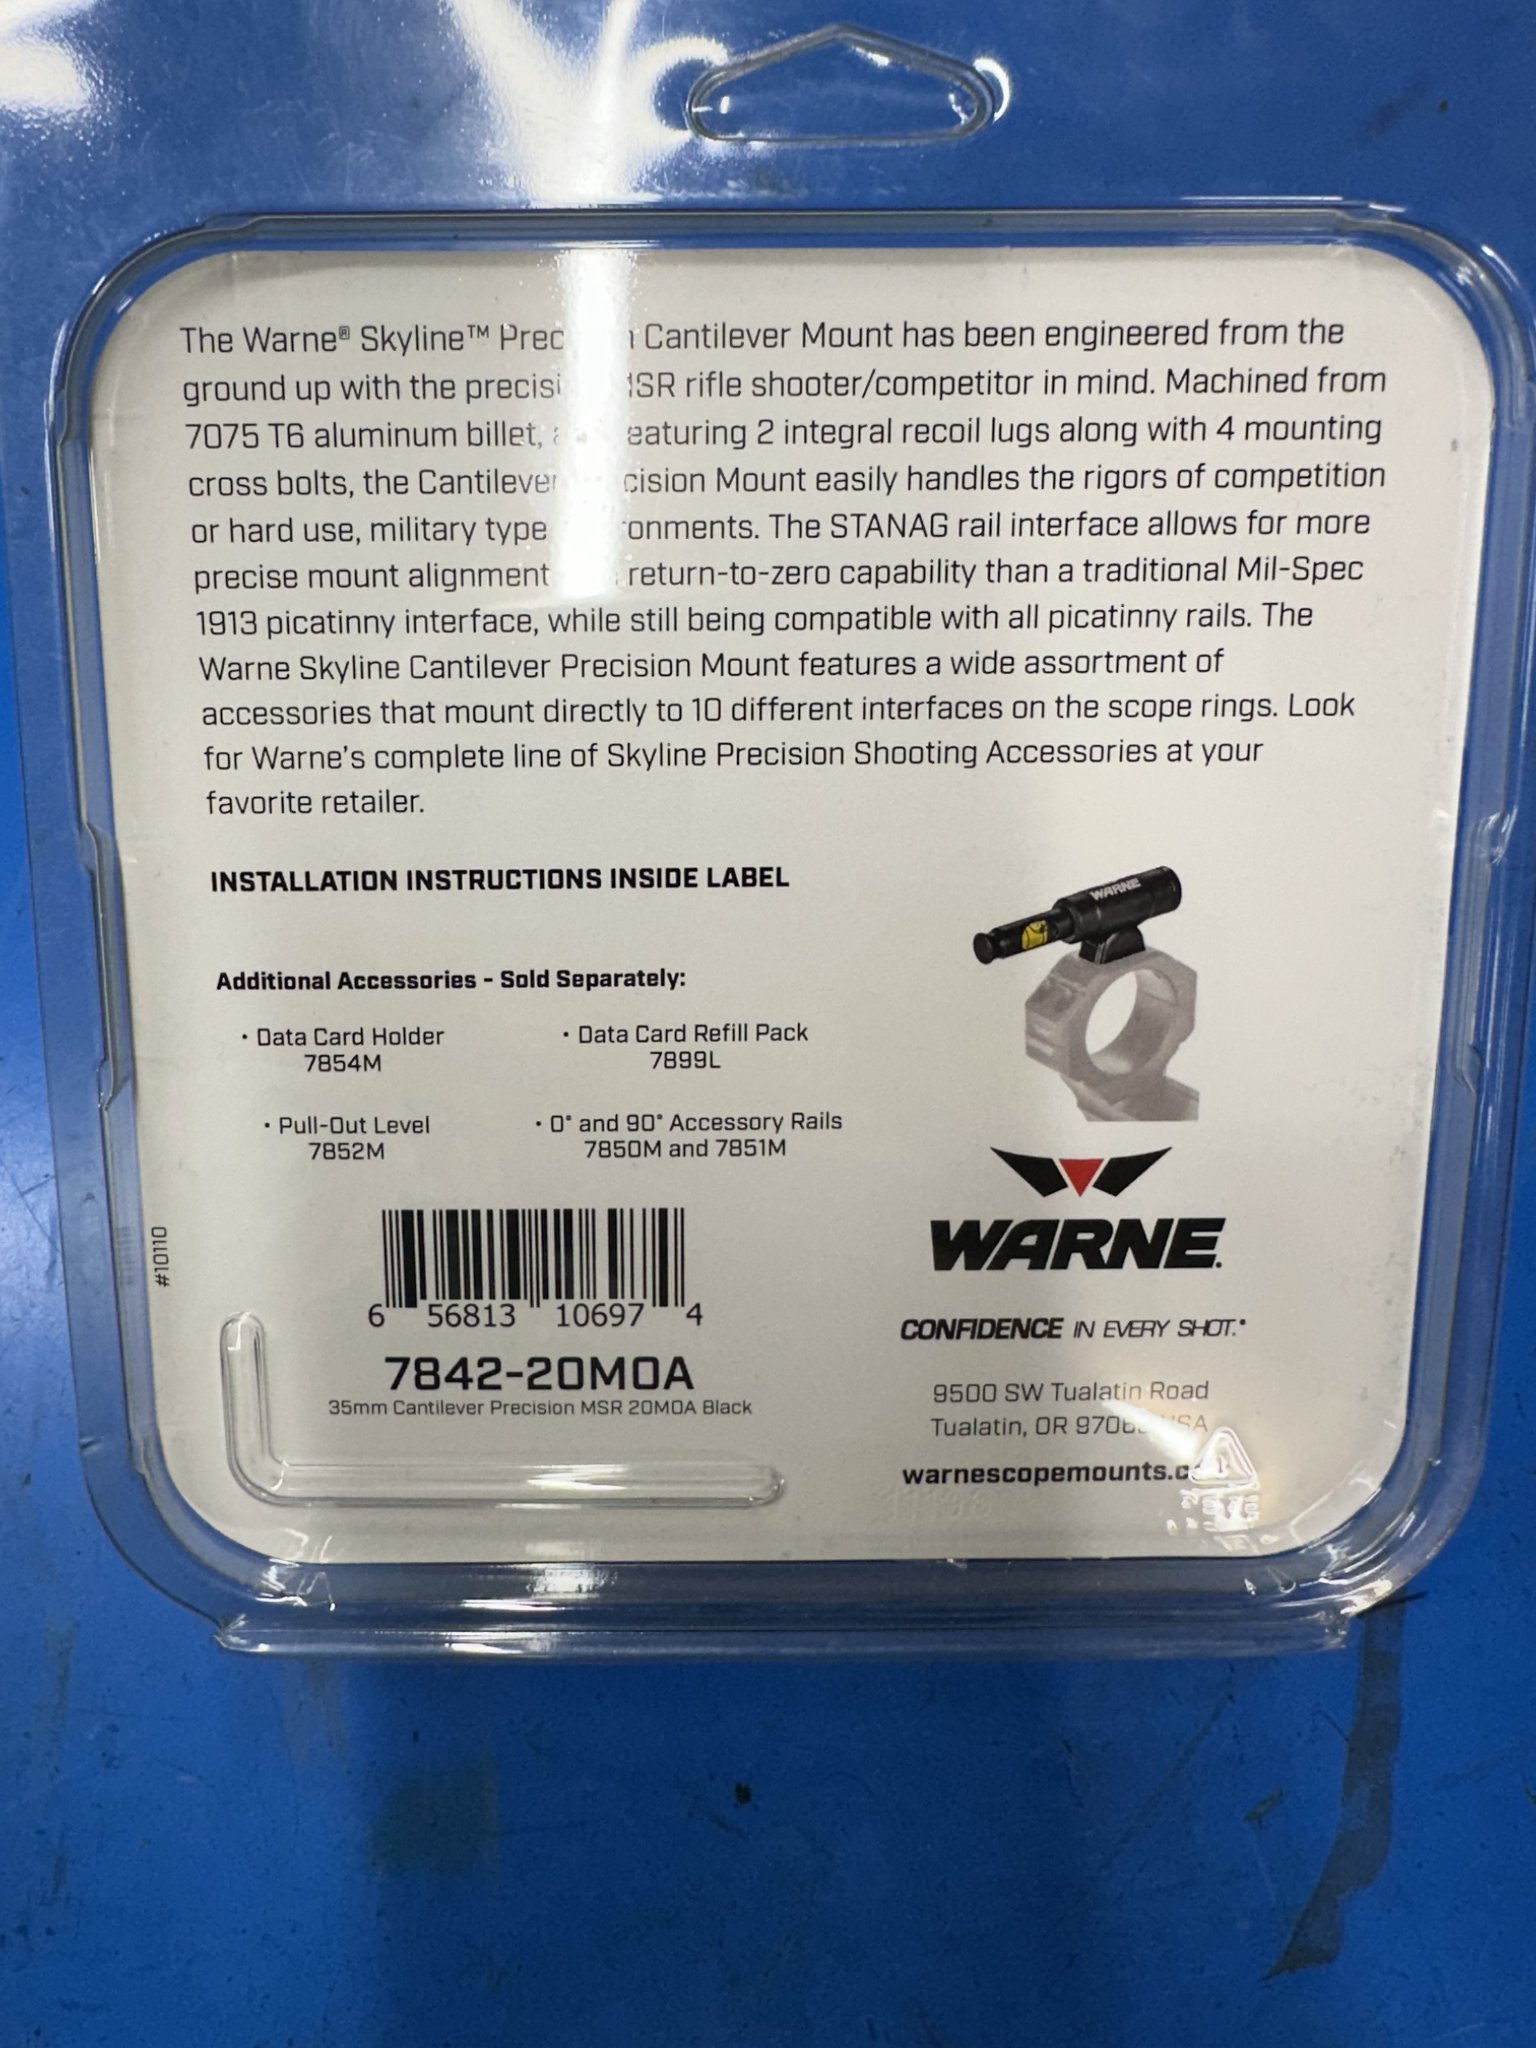 The Warne® Skyline™ Cantilever Mount has been engineered from the
ground up with the rifle shooter/competitor in mind. Machined from
7075 T6 aluminum billet, featuring 2 integral recoil lugs along with 4 mounting
cross bolts, the Mount easily handles the rigors of competition
or hard use, military type The STANAG rail interface allows for more
precise mount alignment return-to-zero capability than a traditional Mil-Spec
1913 picatinny interface, while still being compatible with all picatinny rails. The
Warne Skyline Cantilever Precision Mount features a wide assortment of
accessories that mount directly to 10 different interfaces on the scope rings. Look
for Warne's complete line of Skyline Precision Shooting Accessories at your
favorite retailer.
INSTALLATION INSTRUCTIONS INSIDE LABEL
WARNE
Additional Accessories - Sold Separately:
• Data Card Holder
7854M
• Data Card Refill Pack
7899L
• Pull-Out Level
7852M
• 0° and 90° Accessory Rails
7850M and 7851M
#10110
6 56813 10697 4
7842-20MOA
35mm Cantilever Precision MSR 20MOA Black
WARNE.
CONFIDENCE IN EVERY SHOT.
9500 SW Tualatin Road
Tualatin, OR